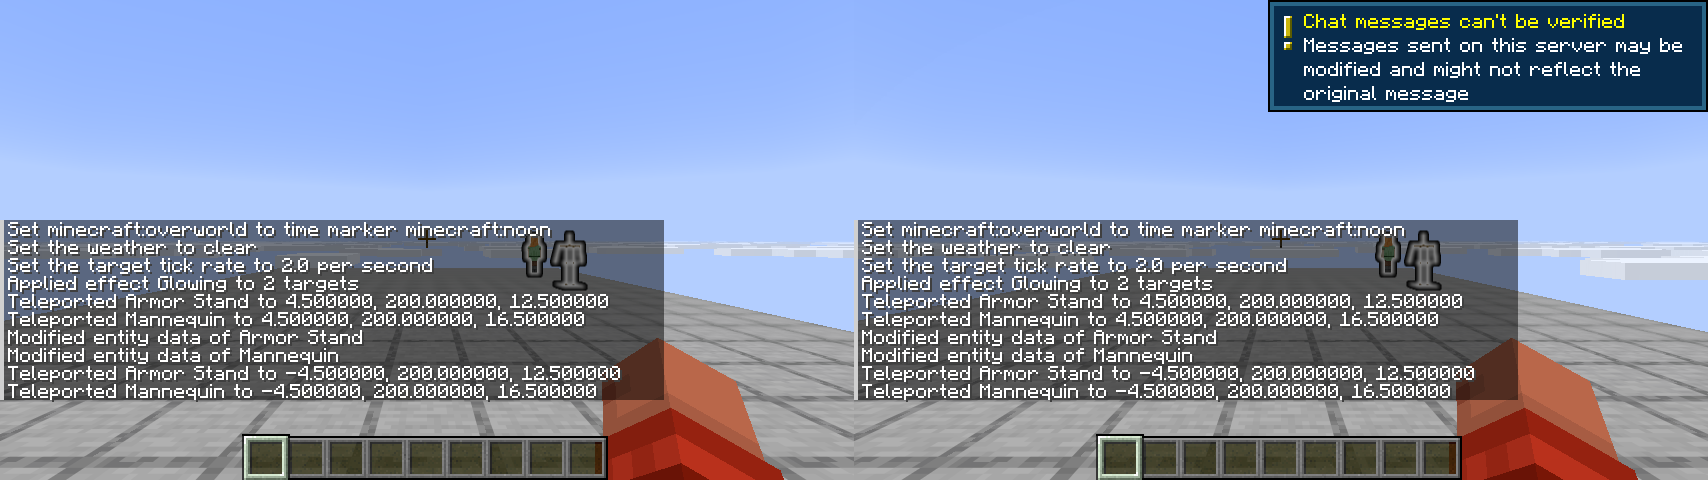 Chat messages can't be verified
Messages sent on this server may be
modified and might not reflect the
original message
Set minecraft:overworld to time marker minecraft:noon
Set the weather to clear
Set the target tick rate to 2.0 per second
Applied effect Glowing to 2 targets
Teleported Armor Stand to 4.500000, 200.000000, 12.500000
Teleported Mannequin to 4.500000, 200.000000, 16.500000
Modified entity data of Armor Stand
Modified entity data of Mannequin
Teleported Armor Stand to -4.500000, 200.000000, 12.500000
Teleported Mannequin to -4.500000, 200.000000, 16.500000
Set minecraft:overworld to time marker minecraft:noon
Set the weather to clear
Set the target tick rate to 2.0 per second
Applied effect Glowing to 2 targets
Teleported Armor Stand to 4.500000, 200.000000, 12.500000
Teleported Mannequin to 4.500000, 200.000000, 16.500000
Modified entity data of Armor Stand
Modified entity data of Mannequin
Teleported Armor Stand to -4.500000, 200.000000, 12.500000
Teleported Mannequin to -4.500000, 200.000000, 16.500000